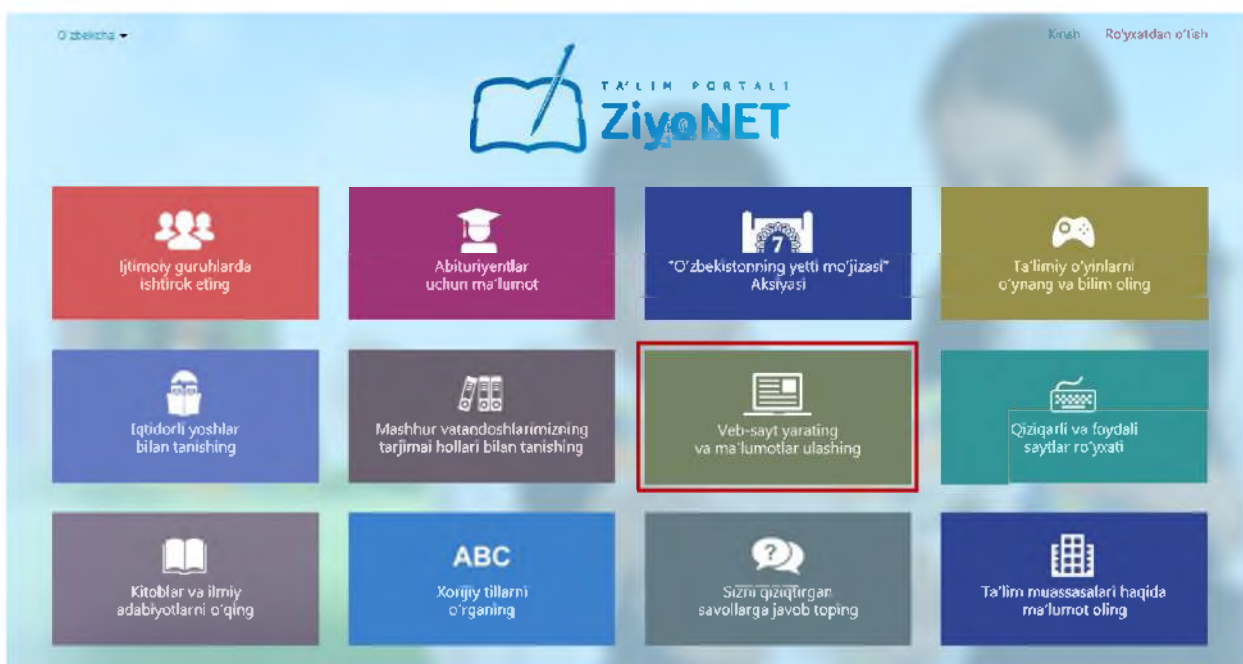 O'zbekcha
Kirish Ro'yxatdan o'tish
TA'LIM PORTALI
ZiyoNET
Ijtimoiy guruhlarda
ishtirok eting
Abituriyentlar
uchun ma'lumot
7
"O'zbekistonning yetti mo'jizasi"
Aksiyasi
Ta'limiy o'yinlarni
o'ynang va bilim oling
Iqtidorli yoshlar
bilan tanishing
Mashhur vatandoshlarimizning
tarjimai hollari bilan tanishing
Veb-sayt yarating
va ma'lumotlar ulashing
Qiziqarli va foydali
saytlar ro'yxati
Kitoblar va ilmiy
adabiyotlarni o'qing
ABC
Xorijiy tillarni
o'rganing
?
Sizni qiziqtirgan
savollarga javob toping
Ta'lim muassasalari haqida
ma'lumot oling